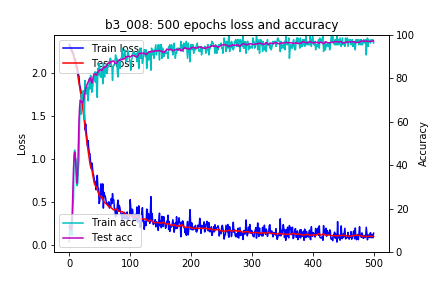 b3_008: 500 epochs loss and accuracy
Train loss
Test loss
Train acc
Test acc
Loss
2.0
1.5
1.0
0.5
0.0
Accuracy
100
80
60
40
20
0
0
100
200
300
400
500